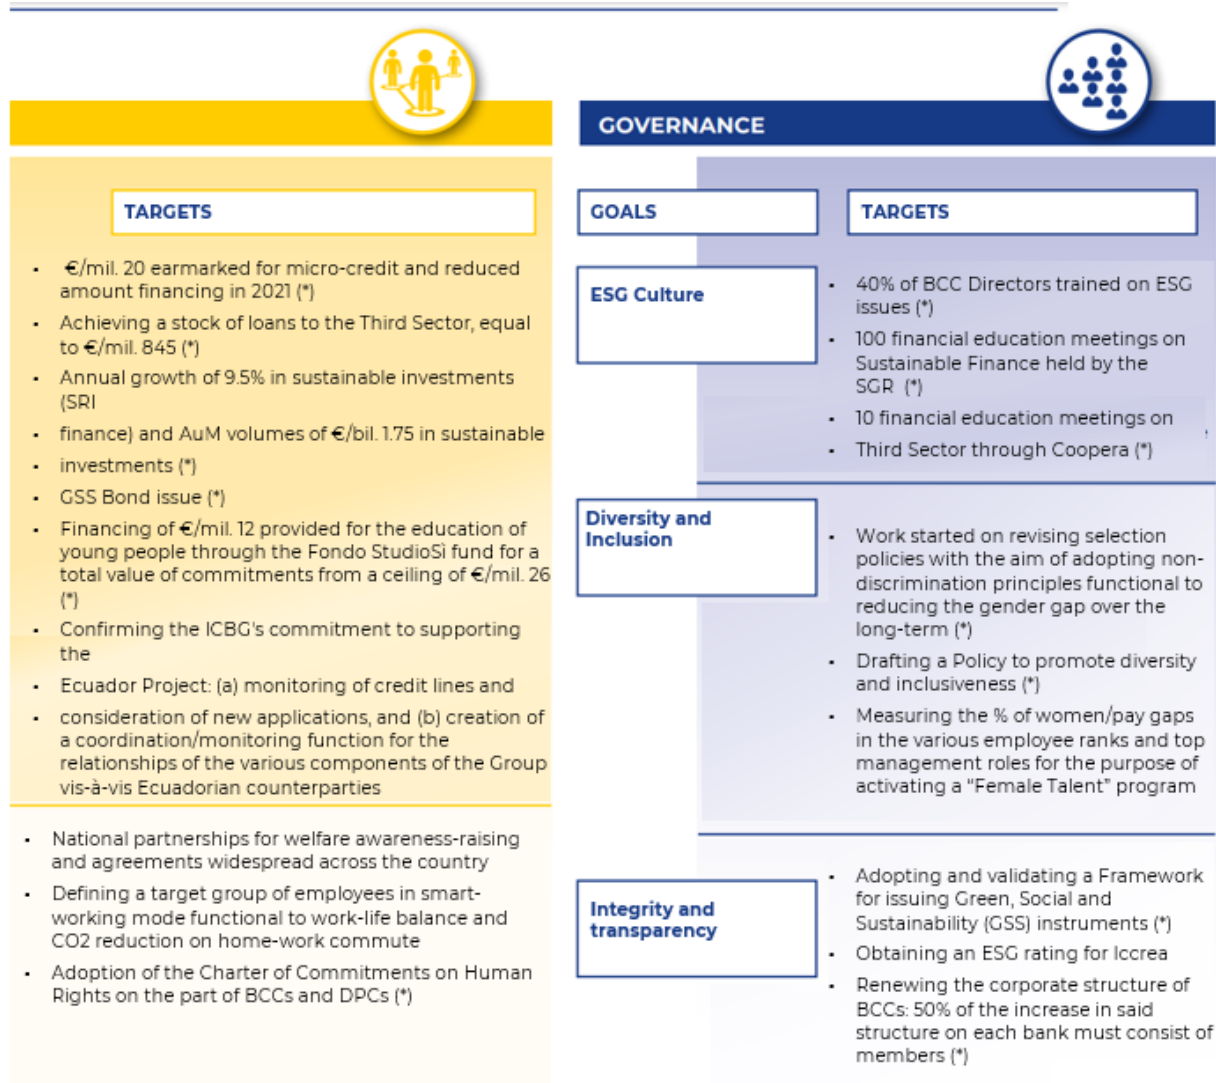 TARGETS
• €/mil. 20 earmarked for micro-credit and reduced
amount financing in 2021 (*)
• Achieving a stock of loans to the Third Sector, equal
to €/mil. 845 (*)
• Annual growth of 9.5% in sustainable investments
(SRI
• finance) and AuM volumes of €/bil. 1.75 in sustainable
• investments (*)
• GSS Bond issue (*)
• Financing of €/mil. 12 provided for the education of
young people through the Fondo StudioSì fund for a
total value of commitments from a ceiling of €/mil. 26
(*)
• Confirming the ICBG's commitment to supporting
the
• Ecuador Project: (a) monitoring of credit lines and
• consideration of new applications, and (b) creation of
a coordination/monitoring function for the
relationships of the various components of the Group
vis-à-vis Ecuadorian counterparties
• National partnerships for welfare awareness-raising
and agreements widespread across the country
• Defining a target group of employees in smart-
working mode functional to work-life balance and
CO2 reduction on home-work commute
• Adoption of the Charter of Commitments on Human
Rights on the part of BCCs and DPCs (*)
GOVERNANCE
GOALS
TARGETS
ESG Culture
• 40% of BCC Directors trained on ESG
issues (*)
• 100 financial education meetings on
Sustainable Finance held by the
SGR (*)
• 10 financial education meetings on
• Third Sector through Coopera (*)
Diversity and
Inclusion
• Work started on revising selection
policies with the aim of adopting non-
discrimination principles functional to
reducing the gender gap over the
long-term (*)
• Drafting a Policy to promote diversity
and inclusiveness (*)
• Measuring the % of women/pay gaps
in the various employee ranks and top
management roles for the purpose of
activating a "Female Talent" program
Integrity and
transparency
• Adopting and validating a Framework
for issuing Green, Social and
Sustainability (GSS) instruments (*)
• Obtaining an ESG rating for Iccrea
• Renewing the corporate structure of
BCCs: 50% of the increase in said
structure on each bank must consist of
members (*)